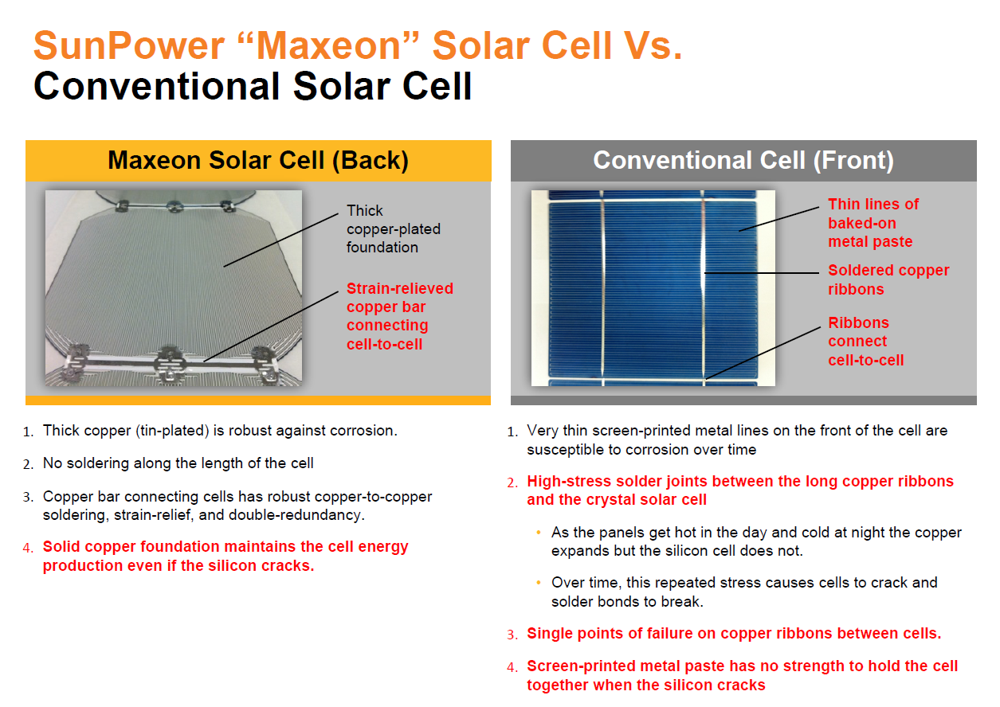 SunPower “Maxeon” Solar Cell Vs.
Conventional Solar Cell
Maxeon Solar Cell (Back)
Thick
copper-plated
foundation
Strain-relieved
copper bar
connecting
cell-to-cell
1. Thick copper (tin-plated) is robust against corrosion.
2. No soldering along the length of the cell
3. Copper bar connecting cells has robust copper-to-copper
soldering, strain-relief, and double-redundancy.
4. Solid copper foundation maintains the cell energy
production even if the silicon cracks.
Conventional Cell (Front)
Thin lines of
baked-on
metal paste
Soldered copper
ribbons
Ribbons
connect
cell-to-cell
1. Very thin screen-printed metal lines on the front of the cell are
susceptible to corrosion over time
2. High-stress solder joints between the long copper ribbons
and the crystal solar cell
• As the panels get hot in the day and cold at night the copper
expands but the silicon cell does not.
• Over time, this repeated stress causes cells to crack and
solder bonds to break.
3. Single points of failure on copper ribbons between cells.
4. Screen-printed metal paste has no strength to hold the cell
together when the silicon cracks